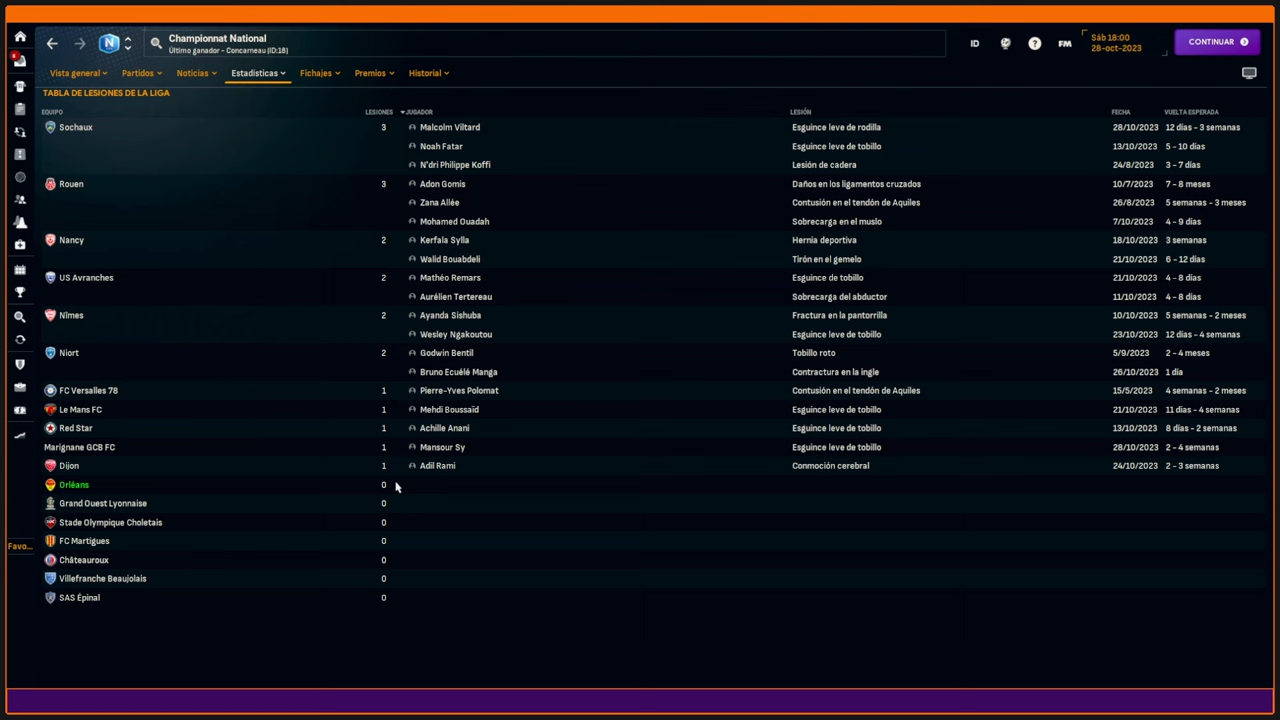 Championnat National
Último ganador - Concarneau (ID:18)
ID
FM
Sáb 18:00
28-oct-2023
CONTINUAR
Vista general Partidos Noticias Estadísticas Fichajes Premios Historial
TABLA DE LESIONES DE LA LIGA
EQUIPO LESIONES JUGADOR LESIÓN FECHA VUELTA ESPERADA
Sochaux 3 Malcolm Viltard Esguince leve de rodilla 28/10/2023 12 días - 3 semanas
Noah Fatar Esguince leve de tobillo 13/10/2023 5 - 10 días
N'dri Philippe Koffi Lesión de cadera 24/8/2023 3 - 7 días
Rouen 3 Adon Gomis Daños en los ligamentos cruzados 10/7/2023 7 - 8 meses
Zana Allée Contusión en el tendón de Aquiles 26/8/2023 5 semanas - 3 meses
Mohamed Ouadah Sobrecarga en el muslo 7/10/2023 4 - 9 días
Nancy 2 Kerfala Sylla Hernia deportiva 18/10/2023 3 semanas
Walid Bouabdeli Tirón en el gemelo 21/10/2023 6 - 12 días
US Avranches 2 Mathéo Remars Esguince de tobillo 21/10/2023 4 - 8 días
Aurélien Tertereau Sobrecarga del abductor 11/10/2023 4 - 8 días
Nîmes 2 Ayanda Sishuba Fractura en la pantorrilla 10/10/2023 5 semanas - 2 meses
Wesley Ngakoutou Esguince leve de tobillo 23/10/2023 12 días - 4 semanas
Niort 2 Godwin Bentil Tobillo roto 5/9/2023 2 - 4 meses
Bruno Ecuélé Manga Contractura en la ingle 26/10/2023 1 día
FC Versalles 78 1 Pierre-Yves Polomat Contusión en el tendón de Aquiles 15/5/2023 4 semanas - 2 meses
Le Mans FC 1 Mehdi Boussaïd Esguince leve de tobillo 21/10/2023 11 días - 4 semanas
Red Star 1 Achille Anani Esguince leve de tobillo 13/10/2023 8 días - 2 semanas
Marignane GCB FC 1 Mansour Sy Esguince leve de tobillo 28/10/2023 2 - 4 semanas
Dijon 1 Adil Rami Conmoción cerebral 24/10/2023 2 - 3 semanas
Orléans 0
Grand Ouest Lyonnaise 0
Stade Olympique Choletais 0
FC Martigues 0
Favo...
Châteauroux 0
Villefranche Beaujolais 0
SAS Épinal 0